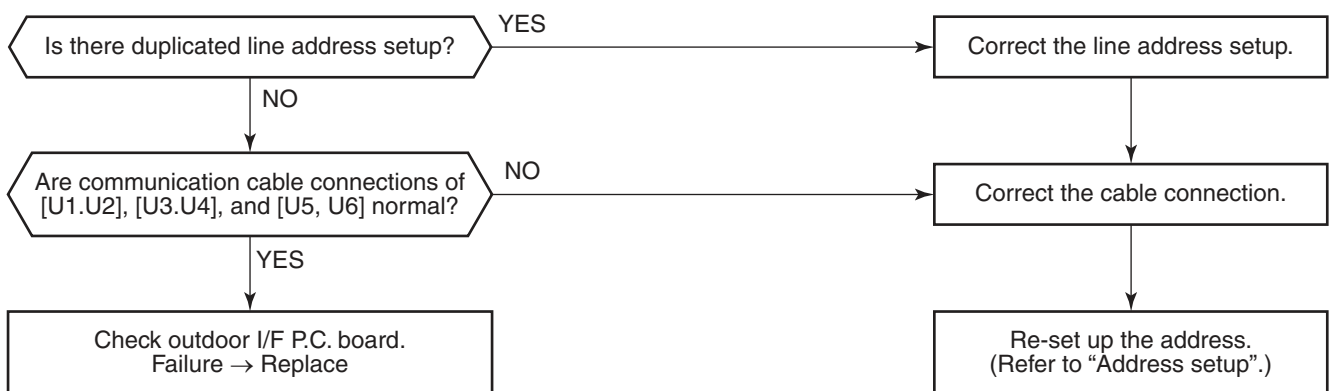 Is there duplicated line address setup?
YES
Correct the line address setup.
NO
Are communication cable connections of
[U1.U2], [U3.U4], and [U5, U6] normal?
NO
Correct the cable connection.
YES
Check outdoor I/F P.C. board.
Failure → Replace
Re-set up the address.
(Refer to “Address setup”.)